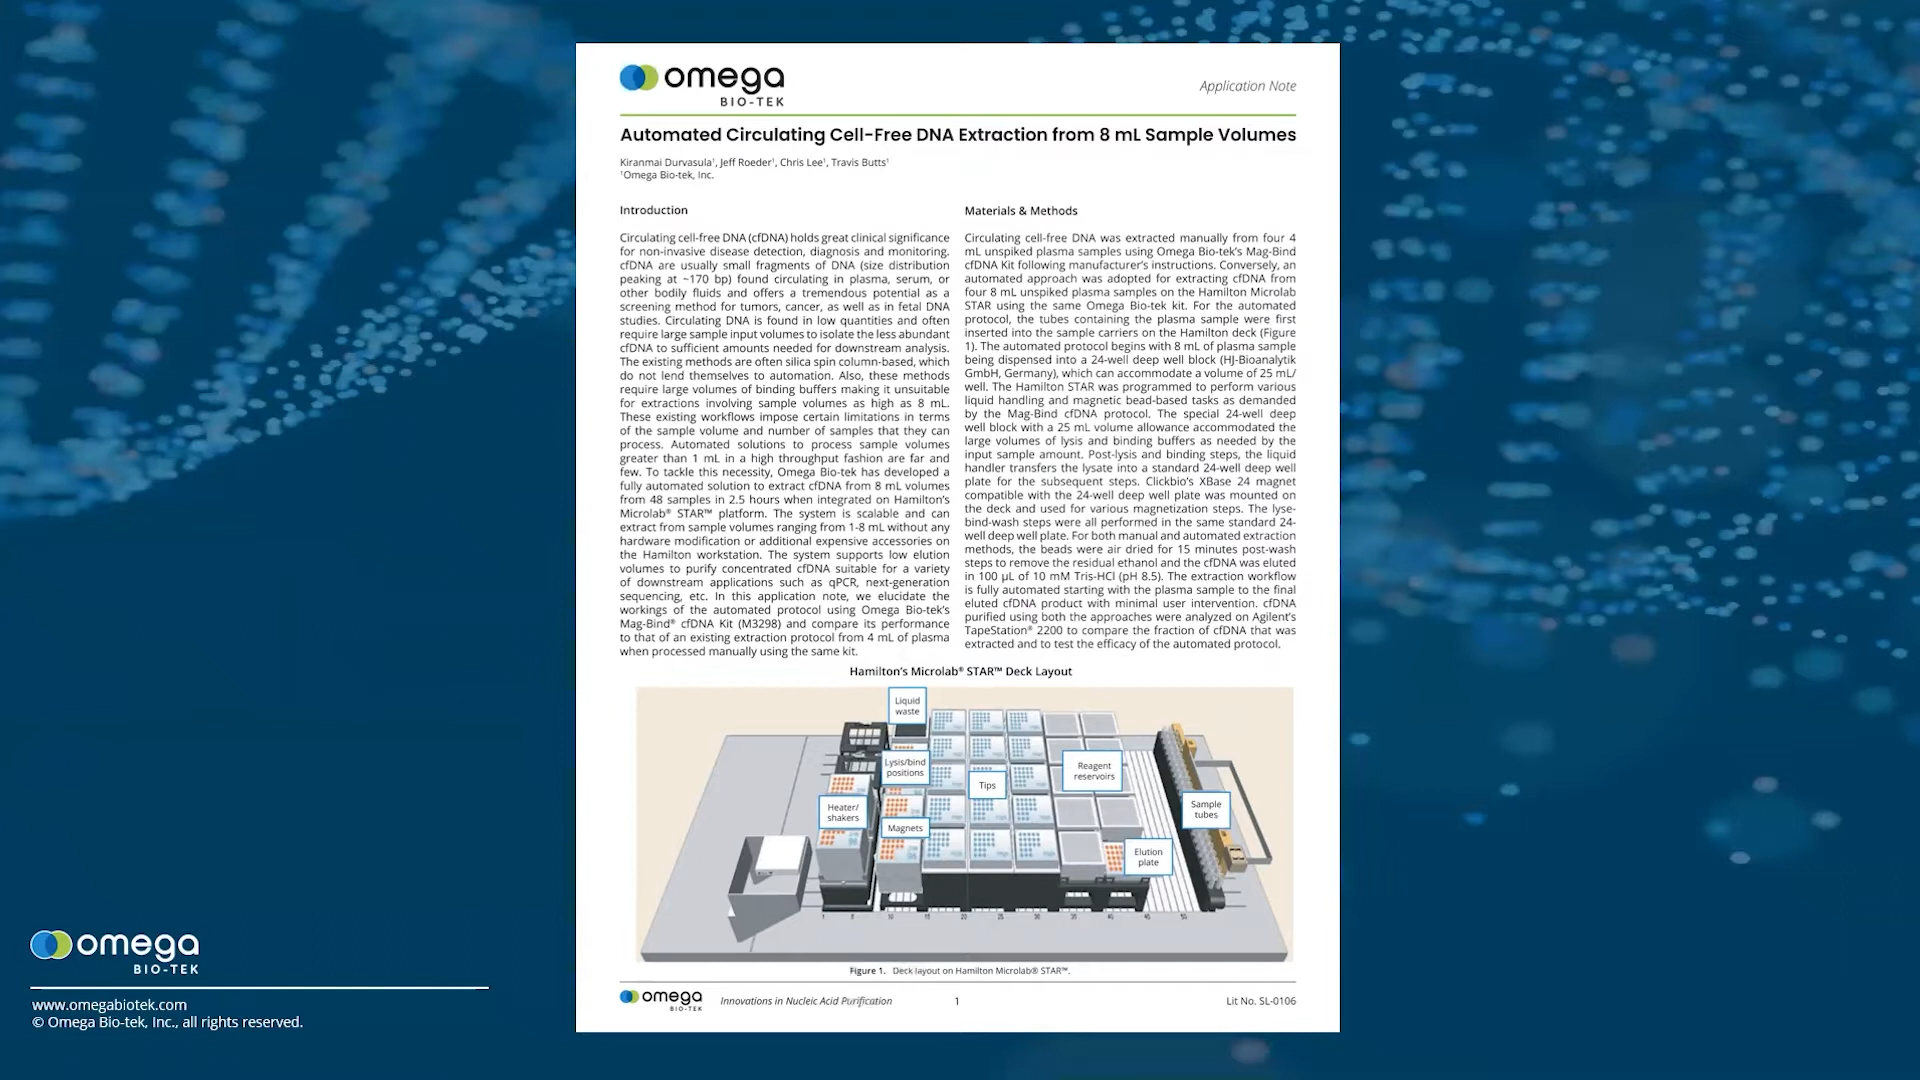 omega
BIO-TEK
Application Note
Automated Circulating Cell-Free DNA Extraction from 8 mL Sample Volumes
Kiranmai Durvasula¹, Jeff Roeder¹, Chris Lee¹, Travis Butts¹
¹Omega Bio-tek, Inc.
Introduction
Circulating cell-free DNA (cfDNA) holds great clinical significance
for non-invasive disease detection, diagnosis and monitoring.
cfDNA are usually small fragments of DNA (size distribution
peaking at ~170 bp) found circulating in plasma, serum, or
other bodily fluids and offers a tremendous potential as a
screening method for tumors, cancer, as well as in fetal DNA
studies. Circulating DNA is found in low quantities and often
require large sample input volumes to isolate the less abundant
cfDNA to sufficient amounts needed for downstream analysis.
The existing methods are often silica spin column-based, which
do not lend themselves to automation. Also, these methods
require large volumes of binding buffers making it unsuitable
for extractions involving sample volumes as high as 8 mL.
These existing workflows impose certain limitations in terms
of the sample volume and number of samples that they can
process. Automated solutions to process sample volumes
greater than 1 mL in a high throughput fashion are far and
few. To tackle this necessity, Omega Bio-tek has developed a
fully automated solution to extract cfDNA from 8 mL volumes
from 48 samples in 2.5 hours when integrated on Hamilton's
Microlab® STAR™ platform. The system is scalable and can
extract from sample volumes ranging from 1-8 mL without any
hardware modification or additional expensive accessories on
the Hamilton workstation. The system supports low elution
volumes to purify concentrated cfDNA suitable for a variety
of downstream applications such as qPCR, next-generation
sequencing, etc. In this application note, we elucidate the
workings of the automated protocol using Omega Bio-tek's
Mag-Bind® cfDNA Kit (M3298) and compare its performance
to that of an existing extraction protocol from 4 mL of plasma
when processed manually using the same kit.
Materials & Methods
Circulating cell-free DNA was extracted manually from four 4
mL unspiked plasma samples using Omega Bio-tek's Mag-Bind
cfDNA Kit following manufacturer's instructions. Conversely, an
automated approach was adopted for extracting cfDNA from
four 8 mL unspiked plasma samples on the Hamilton Microlab
STAR using the same Omega Bio-tek kit. For the automated
protocol, the tubes containing the plasma sample were first
inserted into the sample carriers on the Hamilton deck (Figure
1). The automated protocol begins with 8 mL of plasma sample
being dispensed into a 24-well deep well block (HJ-Bioanalytik
GmbH, Germany), which can accommodate a volume of 25 mL/
well. The Hamilton STAR was programmed to perform various
liquid handling and magnetic bead-based tasks as demanded
by the Mag-Bind cfDNA protocol. The special 24-well deep
well block with a 25 mL volume allowance accommodated the
large volumes of lysis and binding buffers as needed by the
input sample amount. Post-lysis and binding steps, the liquid
handler transfers the lysate into a standard 24-well deep well
plate for the subsequent steps. Clickbio's XBase 24 magnet
compatible with the 24-well deep well plate was mounted on
the deck and used for various magnetization steps. The lyse-
bind-wash steps were all performed in the same standard 24-
well deep well plate. For both manual and automated extraction
methods, the beads were air dried for 15 minutes post-wash
steps to remove the residual ethanol and the cfDNA was eluted
in 100 µL of 10 mM Tris-HCl (pH 8.5). The extraction workflow
is fully automated starting with the plasma sample to the final
eluted cfDNA product with minimal user intervention. cfDNA
purified using both the approaches were analyzed on Agilent's
TapeStation® 2200 to compare the fraction of cfDNA that was
extracted and to test the efficacy of the automated protocol.
Hamilton's Microlab® STAR™ Deck Layout
Liquid
waste
Lysis/bind
positions
Tips
Reagent
reservoirs
Heater/
shakers
Magnets
Sample
tubes
Elution
plate
1 5 10 15 20 25 30 35 40 45 50
Figure 1. Deck layout on Hamilton Microlab® STAR™.
omega
BIO-TEK
Innovations in Nucleic Acid Purification
1
Lit No. SL-0106
omega
BIO-TEK
www.omegabiotek.com
© Omega Bio-tek, Inc., all rights reserved.